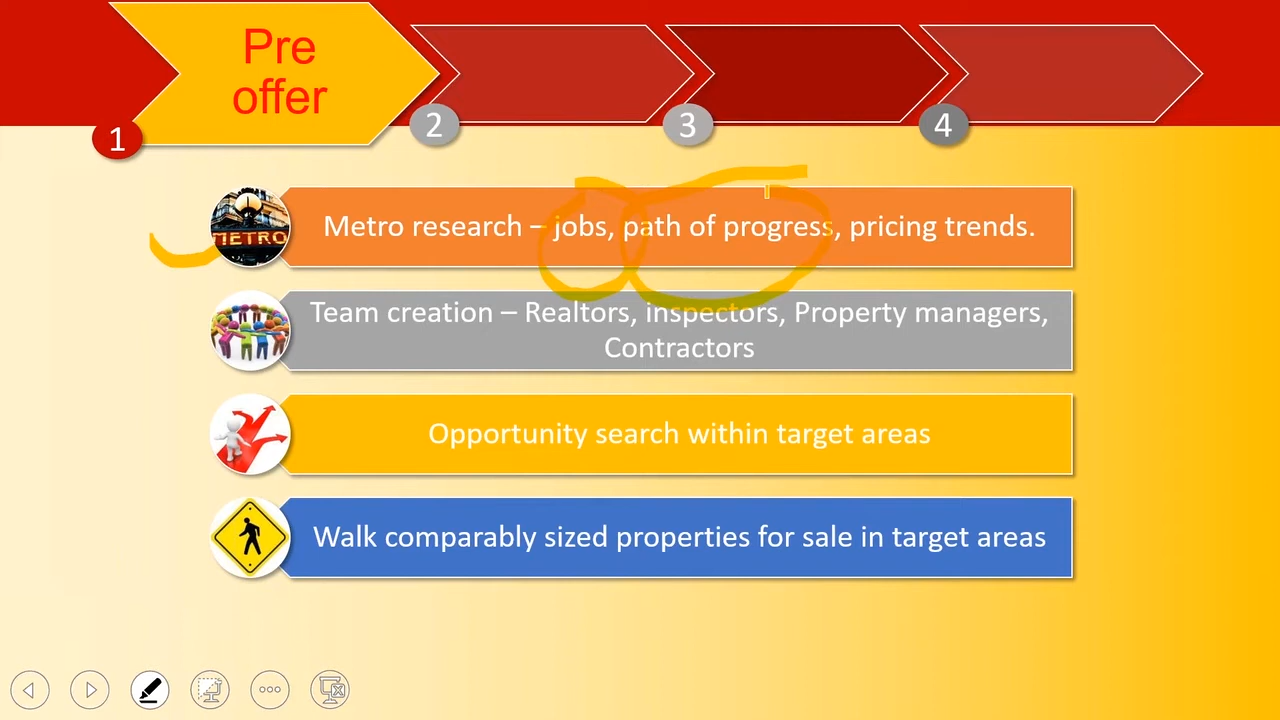 Pre
offer
1
2
3
4
METRO
Metro research – jobs, path of progress, pricing trends.
Team creation – Realtors, inspectors, Property managers,
Contractors
Opportunity search within target areas
Walk comparably sized properties for sale in target areas